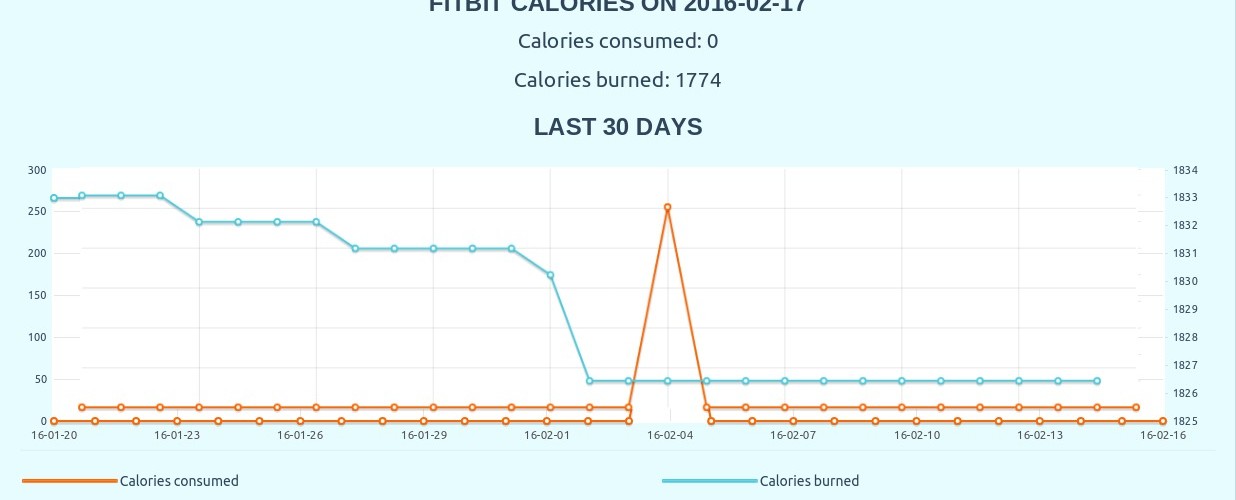 FITBIT CALORIES ON 2016-02-17
Calories consumed: 0
Calories burned: 1774
LAST 30 DAYS
300 1834
250 1833
200 1832
150 1831
100 1830
50 1829
0 1828
1827
1826
1825
16-01-20 16-01-23 16-01-26 16-01-29 16-02-01 16-02-04 16-02-07 16-02-10 16-02-13 16-02-16
Calories consumed Calories burned